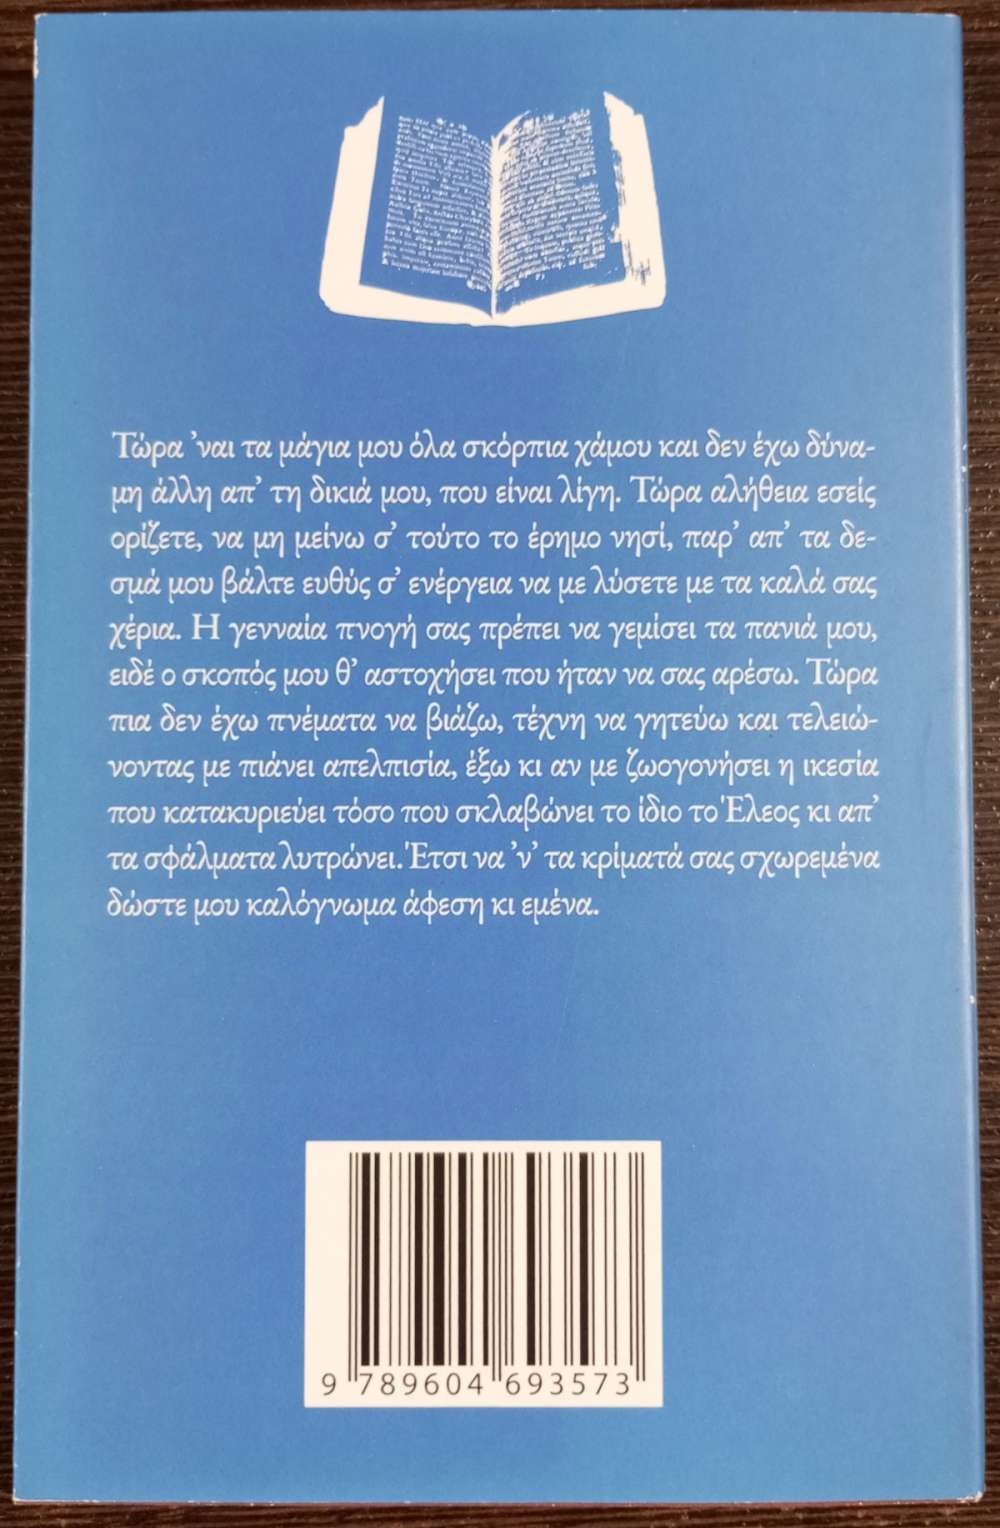 Τώρα ’ναι τα μάγια μου όλα σκόρπια χάμου και δεν έχω δύνα-
μη άλλη απ’ τη δικιά μου, που είναι λίγη. Τώρα αλήθεια εσείς
ορίζετε, να μη μείνω σ’ τούτο το έρημο νησί, παρ’ απ’ τα δε-
σμά μου βάλτε ευθύς σ’ ενέργεια να με λύσετε με τα καλά σας
χέρια. Η γενναία πνογή σας πρέπει να γεμίσει τα πανιά μου,
ειδέ ο σκοπός μου θ’ αστοχήσει που ήταν να σας αρέσω. Τώρα
πια δεν έχω πνέματα να βιάζω, τέχνη να γητεύω και τελειώ-
νοντας με πιάνει απελπισία, έξω κι αν με ζωογονήσει η ικεσία
που κατακυριεύει τόσο που σκλαβώνει το ίδιο το Έλεος κι απ’
τα σφάλματα λυτρώνει. Έτσι να ’ν’ τα κρίματά σας σχωρεμένα
δώστε μου καλόγνωμα άφεση κι εμένα.
9 789604 693573